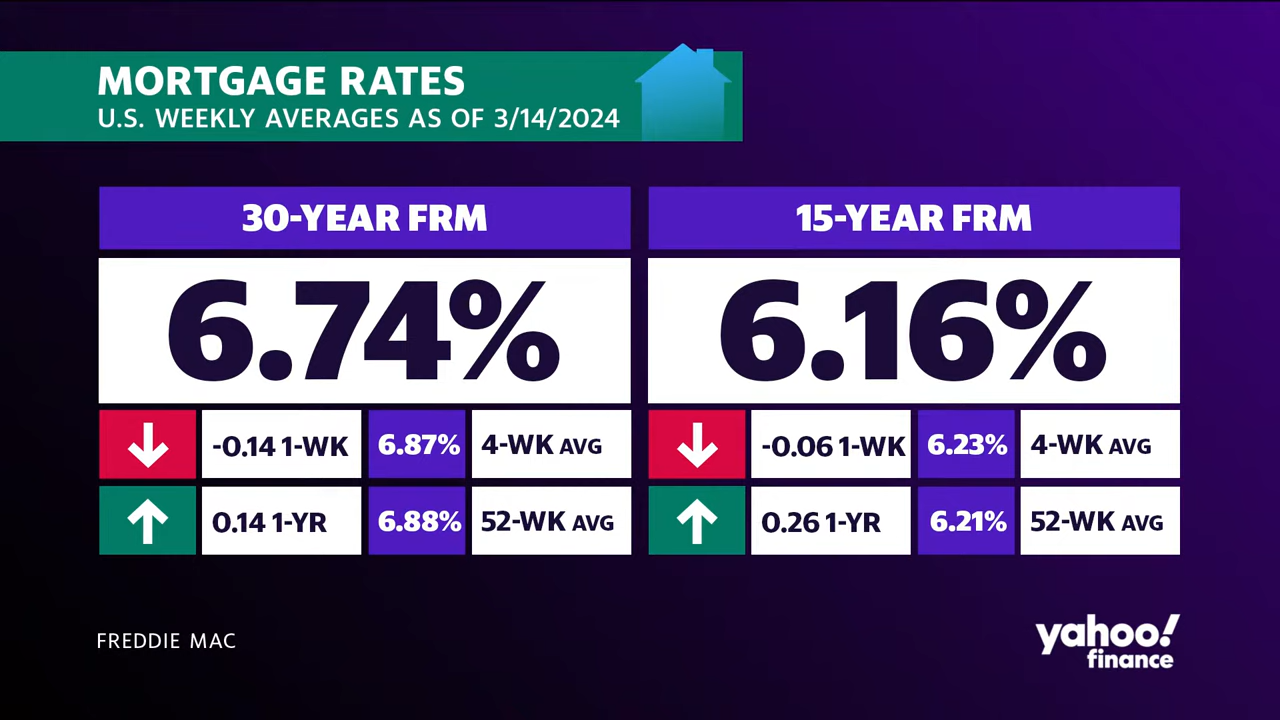 MORTGAGE RATES
U.S. WEEKLY AVERAGES AS OF 3/14/2024
30-YEAR FRM
6.74%
-0.14 1-WK
6.87%
4-WK AVG
0.14 1-YR
6.88%
52-WK AVG
15-YEAR FRM
6.16%
-0.06 1-WK
6.23%
4-WK AVG
0.26 1-YR
6.21%
52-WK AVG
FREDDIE MAC
yahoo!
finance